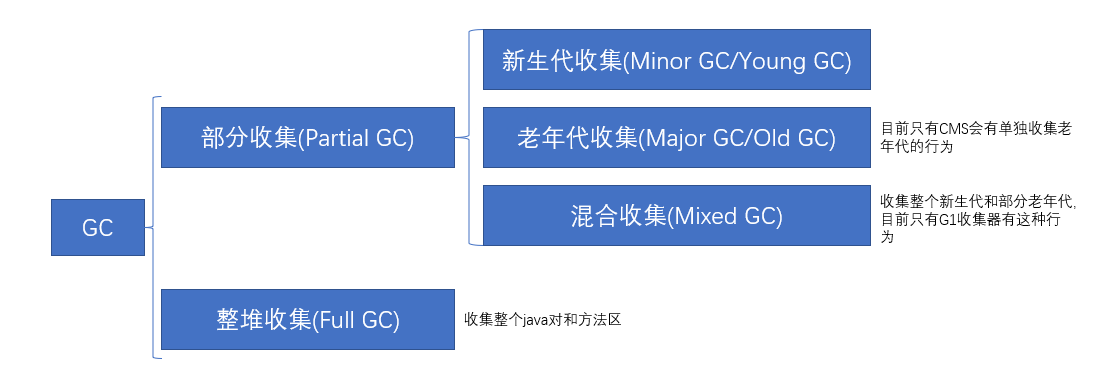 新生代收集(Minor GC/Young GC)
部分收集(Partial GC)
老年代收集(Major GC/Old GC)
目前只有CMS会有单独收集老
年代的行为
混合收集(Mixed GC)
收集整个新生代和部分老年代,
目前只有G1收集器有这种行
为
GC
整堆收集(Full GC)
收集整个java对和方法区